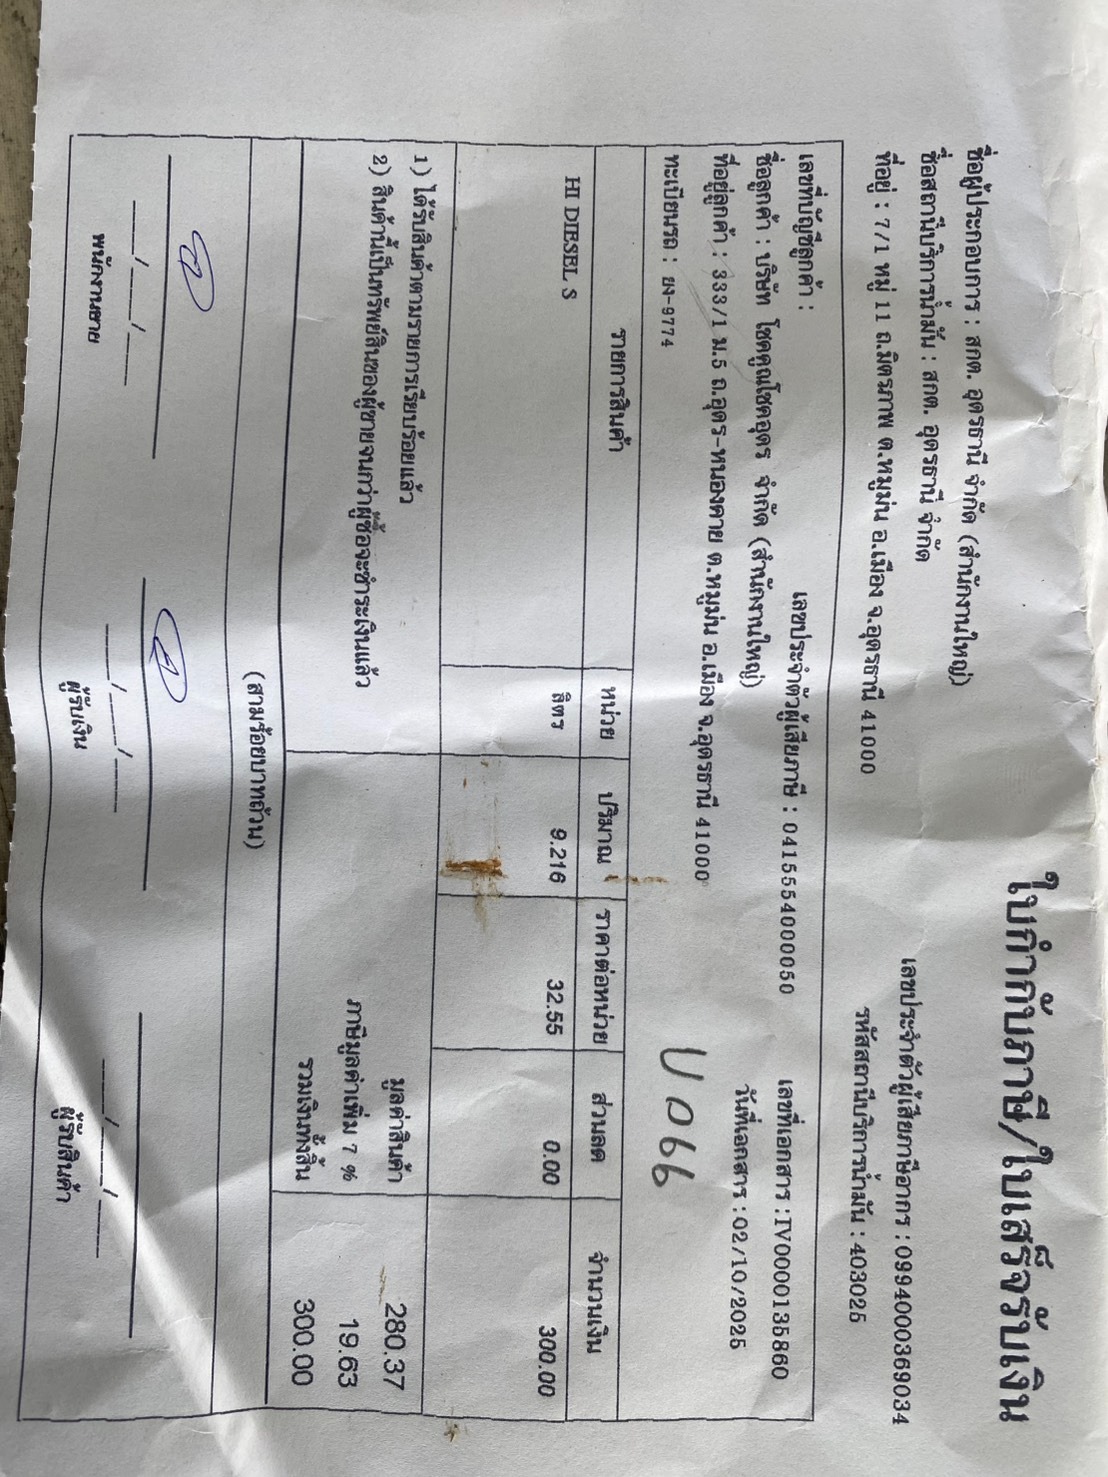 ใบกำกับภาษี/ใบเสร็จรับเงิน
ชื่อผู้ประกอบการ : สกต. อุดรธานี จำกัด (สำนักงานใหญ่) เลขประจำตัวผู้เสียภาษีอากร : 0994000369034
ชื่อสถานีบริการน้ำมัน : สกต. อุดรธานี จำกัด รหัสสถานีบริการน้ำมัน : 403025
ที่อยู่ : 7/1 หมู่ 11 ถ.มิตรภาพ ต.หมูม่น อ.เมือง จ.อุดรธานี 41000
เลขที่บัญชีลูกค้า : เลขประจำตัวผู้เสียภาษี : 0415554000050 เลขที่เอกสาร : IV0000135860
ชื่อลูกค้า : บริษัท โชคคูณโชคอุดร จำกัด (สำนักงานใหญ่) วันที่เอกสาร : 02/10/2025
ที่อยู่ลูกค้า : 333/1 ม.5 ถ.อุดร-หนองคาย ต.หมูม่น อ.เมือง จ.อุดรธานี 41000
ทะเบียนรถ : ยง-9774 U066
รายการสินค้า หน่วย ปริมาณ ราคาต่อหน่วย ส่วนลด จำนวนเงิน
HI DIESEL S ลิตร 9.216 32.55 0.00 300.00
1) ได้รับสินค้าตามรายการเรียบร้อยแล้ว มูลค่าสินค้า 280.37
2) สินค้านี้เป็นทรัพย์สินของผู้ขายจนกว่าผู้ซื้อจะชำระเงินแล้ว ภาษีมูลค่าเพิ่ม 7 % 19.63
รวมเงินทั้งสิ้น 300.00
(สามร้อยบาทถ้วน)
___/___/___ ___/___/___ ___/___/___
พนักงานขาย ผู้รับเงิน ผู้รับสินค้า